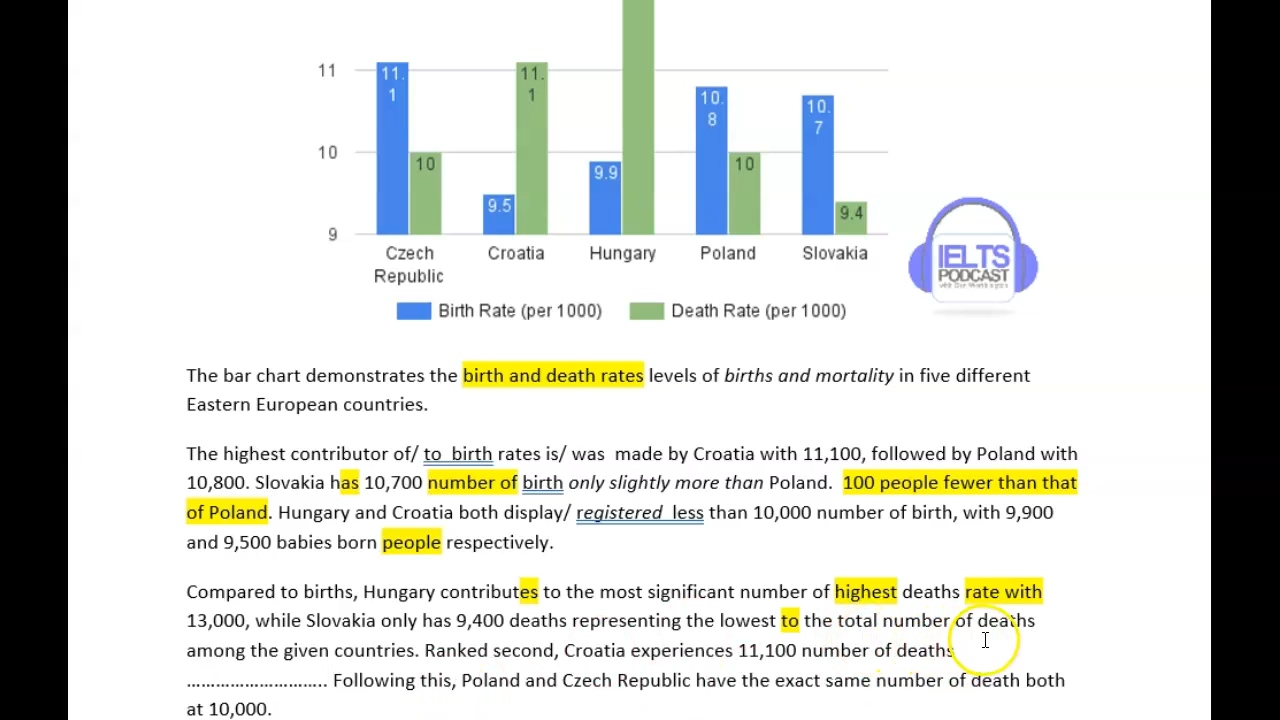 11
11.
1
11.
1
10.
8
10.
7
10
10
9.9
10
9.5
9.4
9
Czech
Republic
Croatia
Hungary
Poland
Slovakia
IELTS
PODCAST
Birth Rate (per 1000)
Death Rate (per 1000)
The bar chart demonstrates the birth and death rates levels of births and mortality in five different
Eastern European countries.
The highest contributor of/ to birth rates is/ was made by Croatia with 11,100, followed by Poland with
10,800. Slovakia has 10,700 number of birth only slightly more than Poland. 100 people fewer than that
of Poland. Hungary and Croatia both display/ registered less than 10,000 number of birth, with 9,900
and 9,500 babies born people respectively.
Compared to births, Hungary contributes to the most significant number of highest deaths rate with
13,000, while Slovakia only has 9,400 deaths representing the lowest to the total number of deaths
among the given countries. Ranked second, Croatia experiences 11,100 number of deaths
............................. Following this, Poland and Czech Republic have the exact same number of death both
at 10,000.